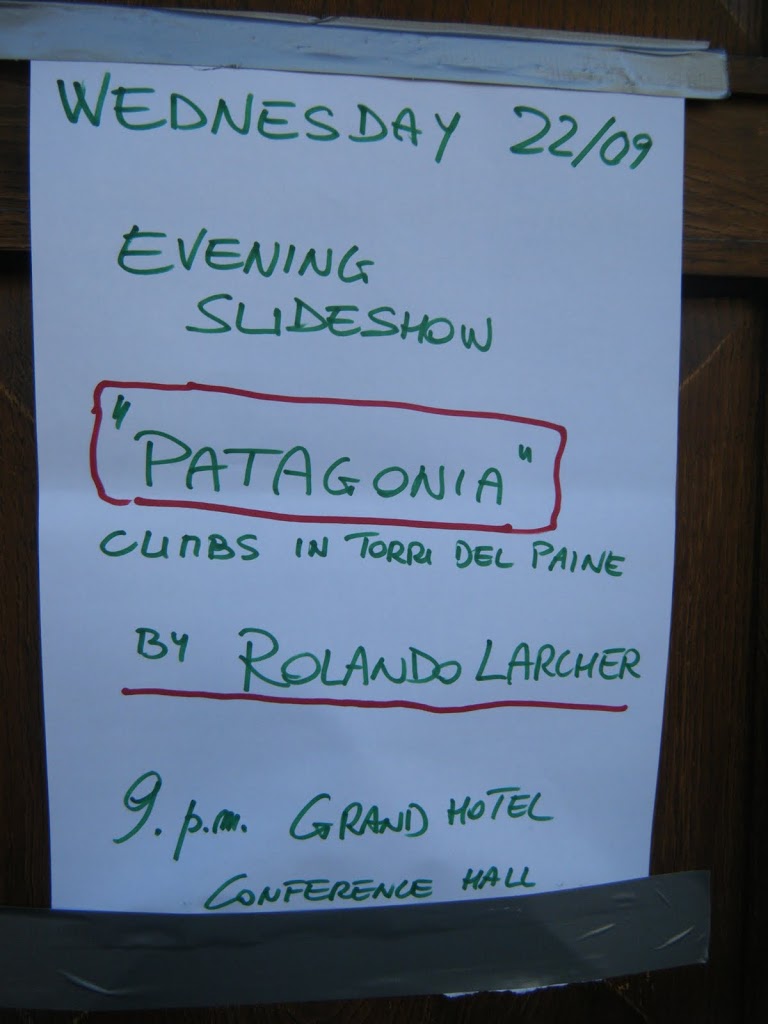 WEDNESDAY 22/09
EVENING
SLIDESHOW
"PATAGONIA"
CLIMBS IN TORRI DEL PAINE
BY ROLANDO LARCHER
9. p.m. GRAND HOTEL
CONFERENCE HALL